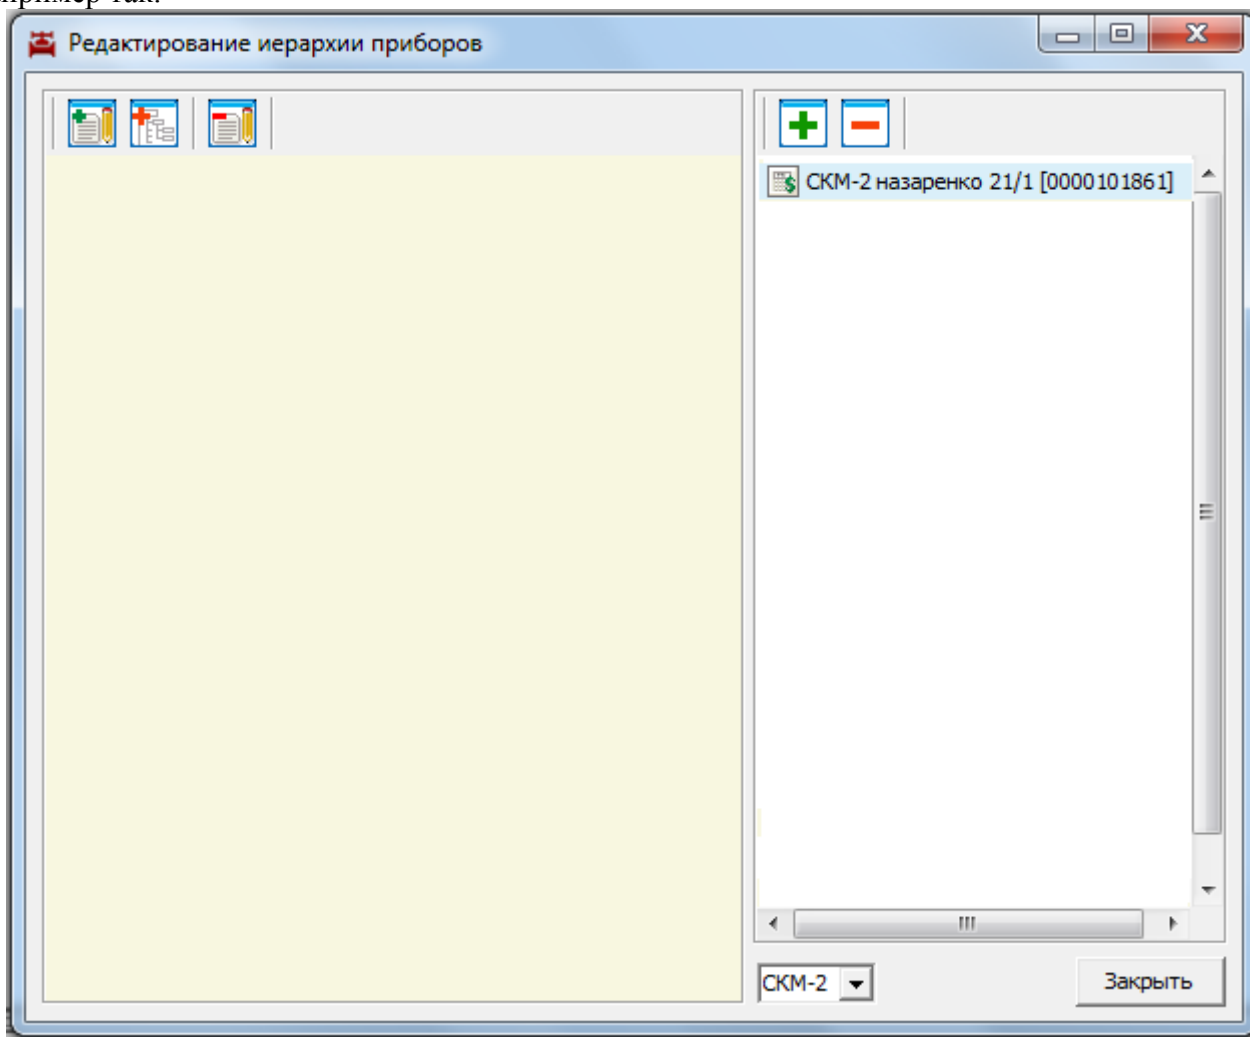 Редактирование иерархии приборов
СКМ-2 назаренко 21/1 [0000101861]
СКМ-2
Закрыть